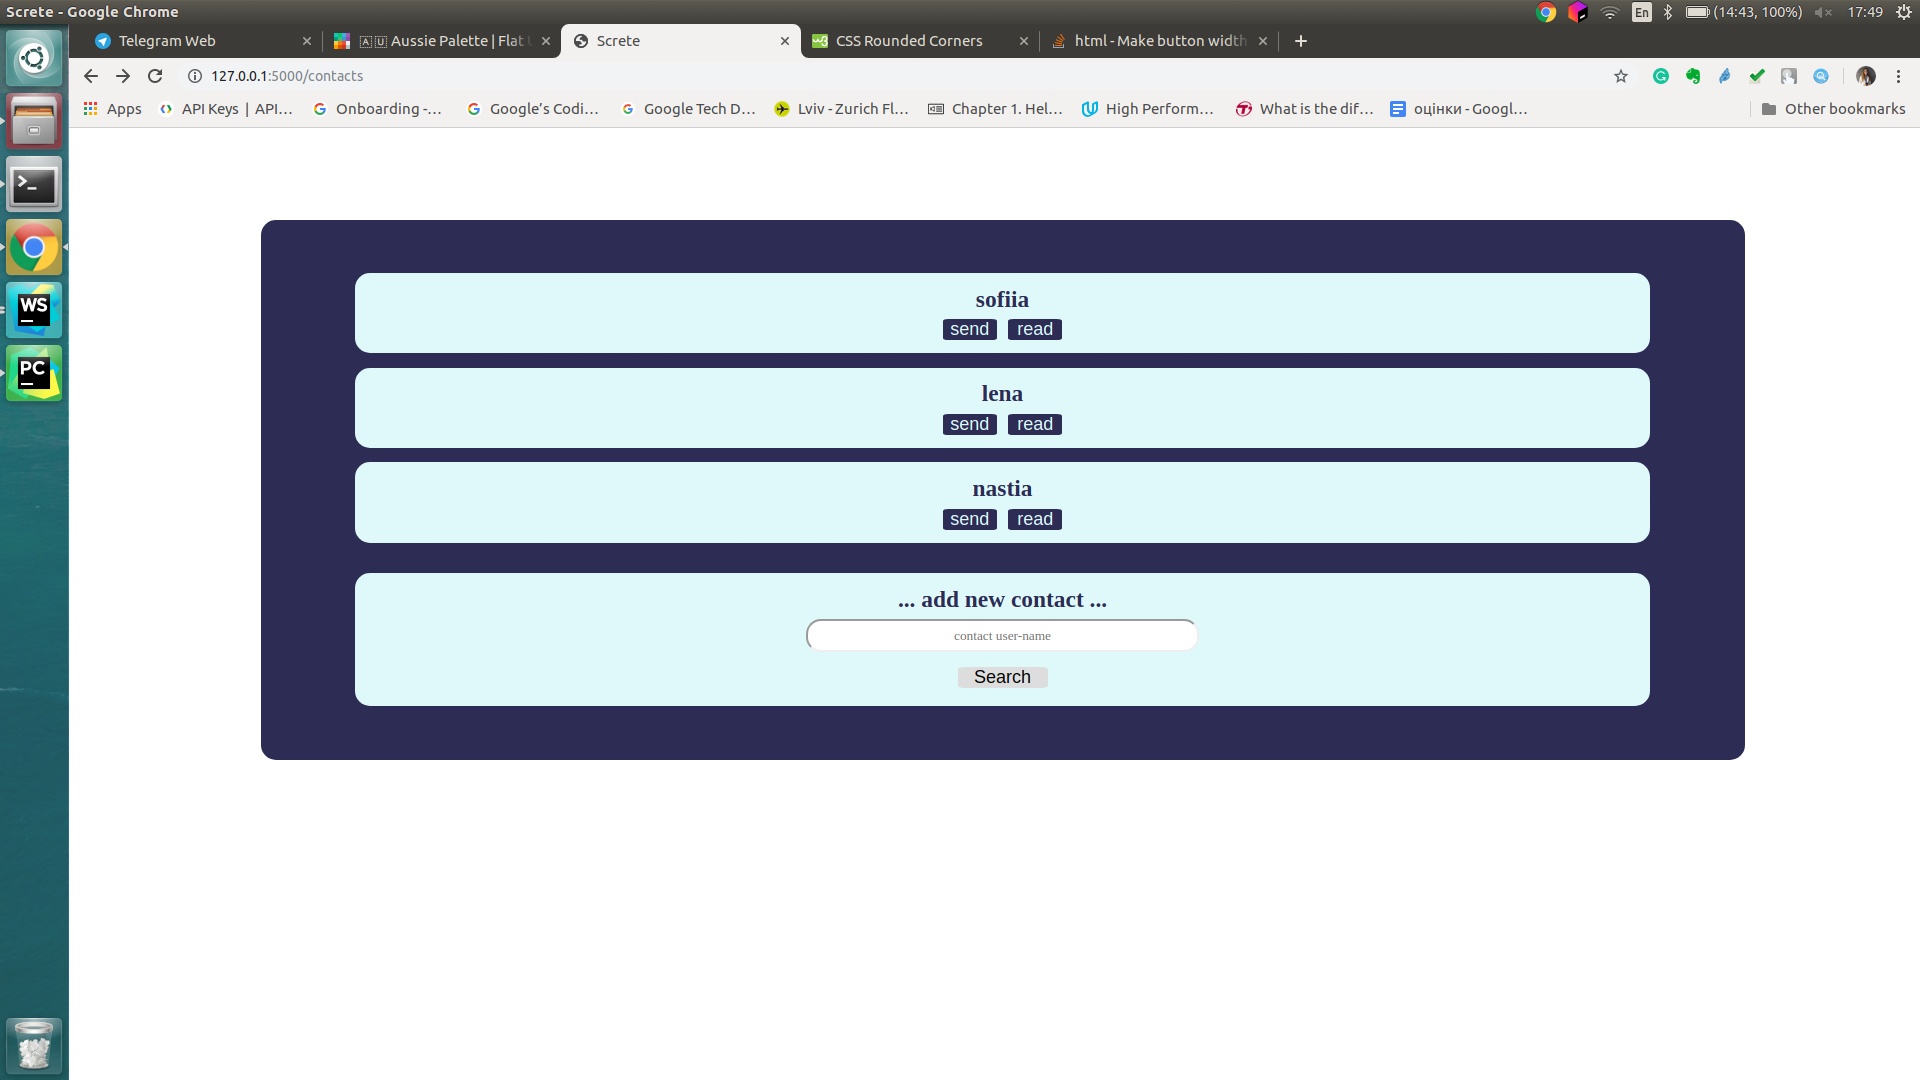 Screte - Google Chrome
En
(14:43, 100%)
17:49
Telegram Web
🇦🇺 Aussie Palette | Flat
Screte
CSS Rounded Corners
html - Make button width
127.0.0.1:5000/contacts
Apps
API Keys | API...
Onboarding -...
Google's Codi...
Google Tech D...
Lviv - Zurich Fl...
Chapter 1. Hel...
High Perform...
What is the dif...
оцінки - Googl...
Other bookmarks
WS
PC
sofiia
send read
lena
send read
nastia
send read
... add new contact ...
contact user-name
Search